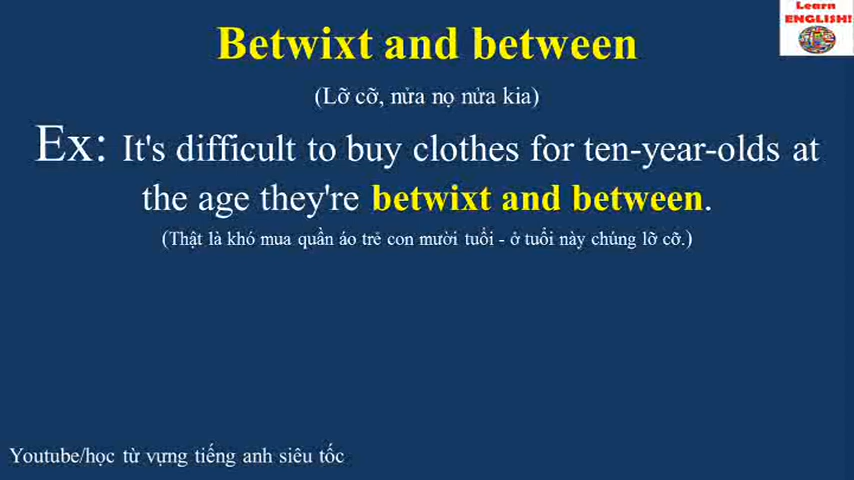 Learn
ENGLISH!
Betwixt and between
(Lỡ cỡ, nửa nọ nửa kia)
Ex: It's difficult to buy clothes for ten-year-olds at
the age they're betwixt and between.
(Thật là khó mua quần áo trẻ con mười tuổi - ở tuổi này chúng lỡ cỡ.)
Youtube/học từ vựng tiếng anh siêu tốc